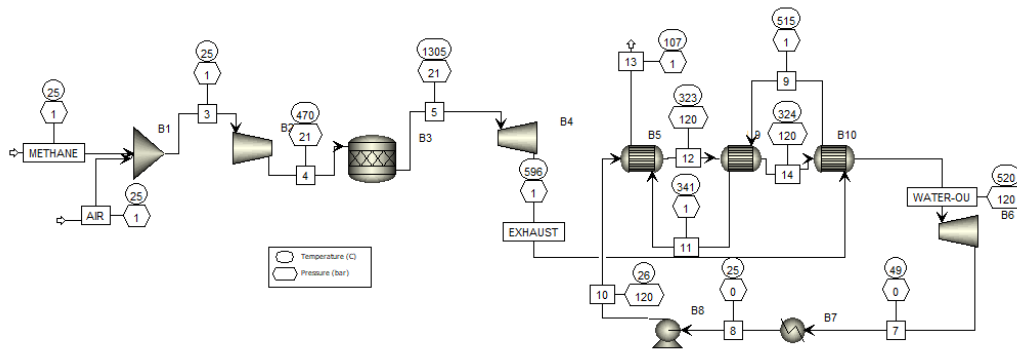 25
1
METHANE
AIR
25
1
B1
25
1
3
B2
470
21
4
B3
1305
21
5
B4
596
1
EXHAUST
Temperature (C)
Pressure (bar)
107
1
13
B5
323
120
12
341
1
11
9
515
1
9
324
120
14
B10
WATER-OU
520
120
B6
49
0
7
B7
25
0
8
B8
26
120
10